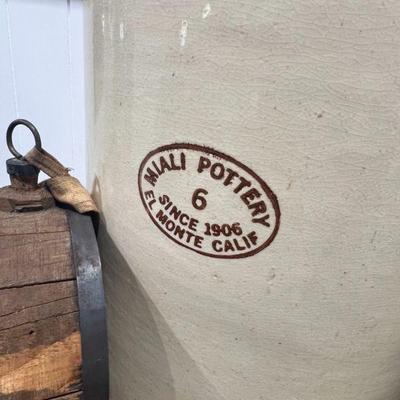 MIALI POTTERY
6
SINCE 1906
EL MONTE CALIF